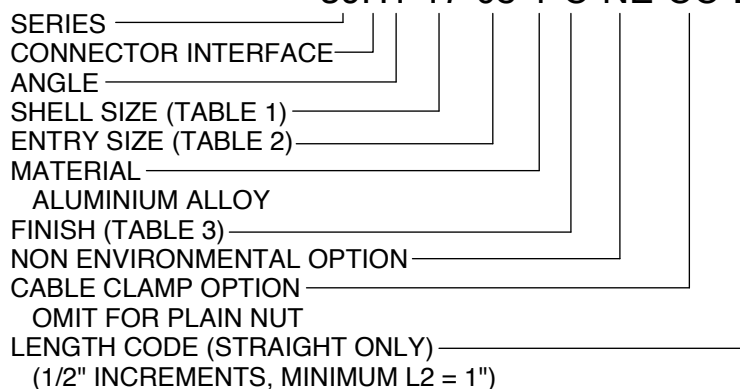 SERIES
CONNECTOR INTERFACE
ANGLE
SHELL SIZE (TABLE 1)
ENTRY SIZE (TABLE 2)
MATERIAL
ALUMINIUM ALLOY
FINISH (TABLE 3)
NON ENVIRONMENTAL OPTION
CABLE CLAMP OPTION
OMIT FOR PLAIN NUT
LENGTH CODE (STRAIGHT ONLY)
(1/2" INCREMENTS, MINIMUM L2 = 1")